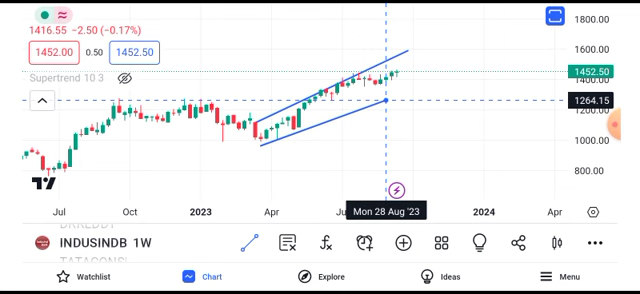 1416.55 −2.50 (−0.17%)
1452.00 0.50 1452.50
Supertrend 10 3
1800.00
1600.00
1452.50
1400.00
1264.15
1200.00
1000.00
800.00
Jul Oct 2023 Apr Mon 28 Aug '23 2024 Apr
INDUSINDB 1W
Watchlist Chart Explore Ideas Menu